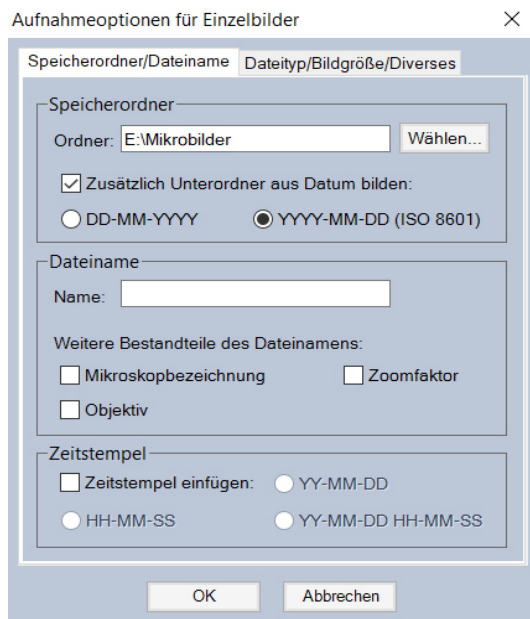 Aufnahmeoptionen für Einzelbilder
Speicherordner/Dateiname Dateityp/Bildgröße/Diverses
Speicherordner
Ordner: E:\Mikrobilder Wählen...
Zusätzlich Unterordner aus Datum bilden:
DD-MM-YYYY YYYY-MM-DD (ISO 8601)
Dateiname
Name:
Weitere Bestandteile des Dateinamens:
Mikroskopbezeichnung Zoomfaktor
Objektiv
Zeitstempel
Zeitstempel einfügen: YY-MM-DD
HH-MM-SS YY-MM-DD HH-MM-SS
OK Abbrechen